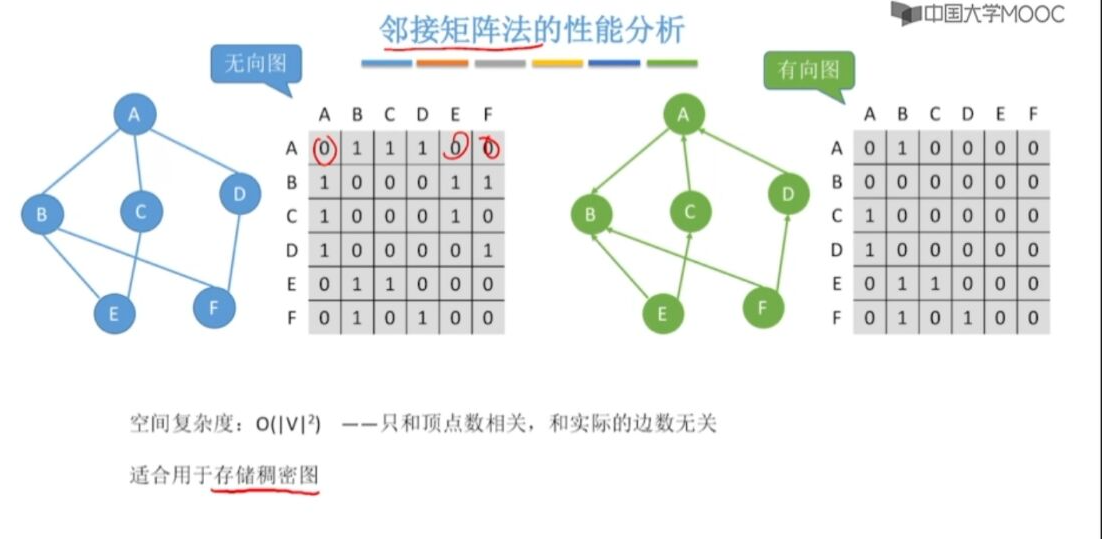 中国大学MOOC
邻接矩阵法的性能分析
无向图
有向图
A
B
C
D
E
F
A B C D E F
A 0 1 1 1 0 0
B 1 0 0 0 1 1
C 1 0 0 0 1 0
D 1 0 0 0 0 1
E 0 1 1 0 0 0
F 0 1 0 1 0 0
A
B
C
D
E
F
A B C D E F
A 0 1 0 0 0 0
B 0 0 0 0 0 0
C 1 0 0 0 0 0
D 1 0 0 0 0 0
E 0 1 1 0 0 0
F 0 1 0 1 0 0
空间复杂度：O(|V|²) ——只和顶点数相关，和实际的边数无关
适合用于存储稠密图